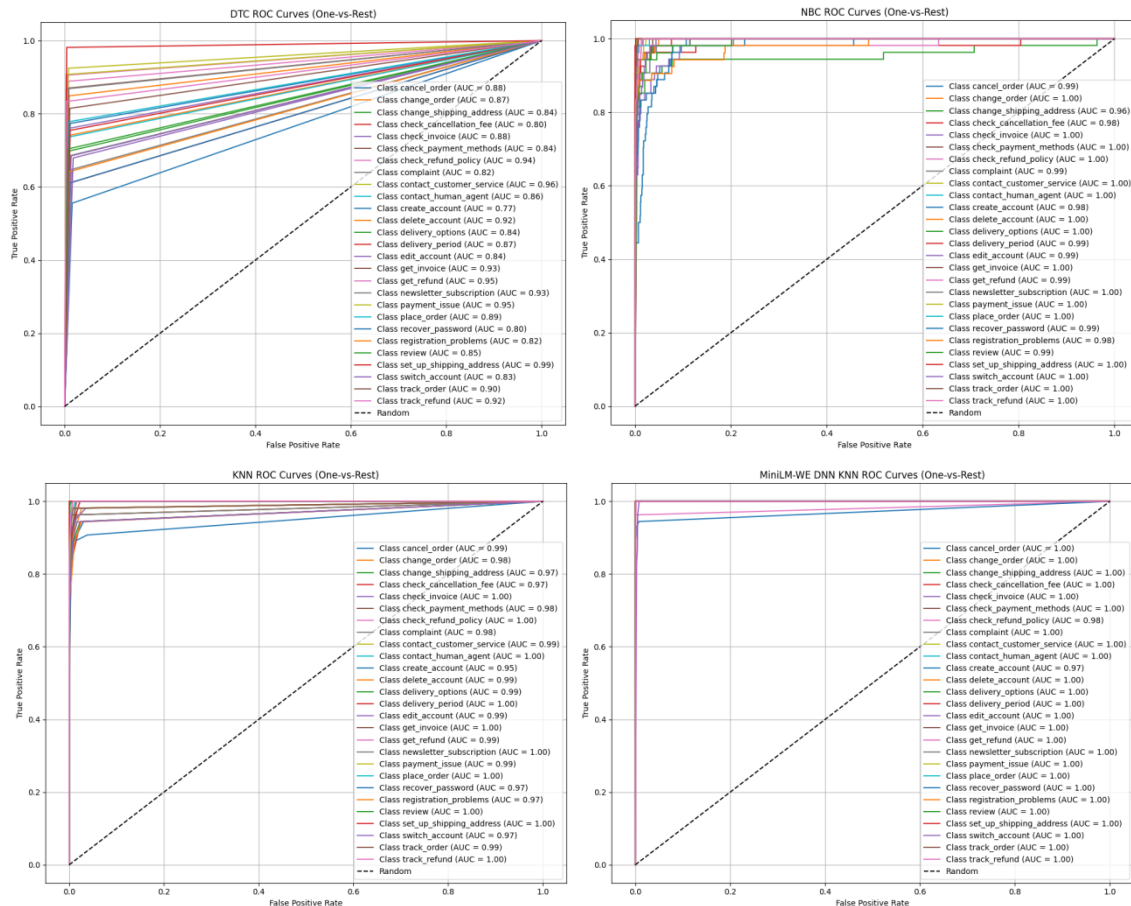 DTC ROC Curves (One-vs-Rest)
1.0
0.8
0.6
0.4
0.2
0.0
True Positive Rate
Class cancel_order (AUC = 0.88)
Class change_order (AUC = 0.87)
Class change_shipping_address (AUC = 0.84)
Class check_cancellation_fee (AUC = 0.80)
Class check_invoice (AUC = 0.88)
Class check_payment_methods (AUC = 0.84)
Class check_refund_policy (AUC = 0.94)
Class complaint (AUC = 0.82)
Class contact_customer_service (AUC = 0.96)
Class contact_human_agent (AUC = 0.86)
Class create_account (AUC = 0.77)
Class delete_account (AUC = 0.92)
Class delivery_options (AUC = 0.84)
Class delivery_period (AUC = 0.87)
Class edit_account (AUC = 0.84)
Class get_invoice (AUC = 0.93)
Class get_refund (AUC = 0.95)
Class newsletter_subscription (AUC = 0.93)
Class payment_issue (AUC = 0.95)
Class place_order (AUC = 0.89)
Class recover_password (AUC = 0.80)
Class registration_problems (AUC = 0.82)
Class review (AUC = 0.85)
Class set_up_shipping_address (AUC = 0.99)
Class switch_account (AUC = 0.83)
Class track_order (AUC = 0.90)
Class track_refund (AUC = 0.92)
Random
0.0 0.2 0.4 0.6 0.8 1.0
False Positive Rate
NBC ROC Curves (One-vs-Rest)
1.0
0.8
0.6
0.4
0.2
0.0
True Positive Rate
Class cancel_order (AUC = 0.99)
Class change_order (AUC = 1.00)
Class change_shipping_address (AUC = 0.96)
Class check_cancellation_fee (AUC = 0.98)
Class check_invoice (AUC = 1.00)
Class check_payment_methods (AUC = 1.00)
Class check_refund_policy (AUC = 1.00)
Class complaint (AUC = 0.99)
Class contact_customer_service (AUC = 1.00)
Class contact_human_agent (AUC = 1.00)
Class create_account (AUC = 0.98)
Class delete_account (AUC = 1.00)
Class delivery_options (AUC = 1.00)
Class delivery_period (AUC = 0.99)
Class edit_account (AUC = 0.99)
Class get_invoice (AUC = 1.00)
Class get_refund (AUC = 0.99)
Class newsletter_subscription (AUC = 1.00)
Class payment_issue (AUC = 1.00)
Class place_order (AUC = 1.00)
Class recover_password (AUC = 0.99)
Class registration_problems (AUC = 0.98)
Class review (AUC = 0.99)
Class set_up_shipping_address (AUC = 1.00)
Class switch_account (AUC = 1.00)
Class track_order (AUC = 1.00)
Class track_refund (AUC = 1.00)
Random
0.0 0.2 0.4 0.6 0.8 1.0
False Positive Rate
KNN ROC Curves (One-vs-Rest)
1.0
0.8
0.6
0.4
0.2
0.0
True Positive Rate
Class cancel_order (AUC = 0.99)
Class change_order (AUC = 0.98)
Class change_shipping_address (AUC = 0.97)
Class check_cancellation_fee (AUC = 0.97)
Class check_invoice (AUC = 1.00)
Class check_payment_methods (AUC = 0.98)
Class check_refund_policy (AUC = 1.00)
Class complaint (AUC = 0.98)
Class contact_customer_service (AUC = 0.99)
Class contact_human_agent (AUC = 1.00)
Class create_account (AUC = 0.95)
Class delete_account (AUC = 0.99)
Class delivery_options (AUC = 0.99)
Class delivery_period (AUC = 1.00)
Class edit_account (AUC = 0.99)
Class get_invoice (AUC = 1.00)
Class get_refund (AUC = 0.99)
Class newsletter_subscription (AUC = 1.00)
Class payment_issue (AUC = 0.99)
Class place_order (AUC = 1.00)
Class recover_password (AUC = 0.97)
Class registration_problems (AUC = 0.97)
Class review (AUC = 1.00)
Class set_up_shipping_address (AUC = 1.00)
Class switch_account (AUC = 0.97)
Class track_order (AUC = 0.99)
Class track_refund (AUC = 1.00)
Random
0.0 0.2 0.4 0.6 0.8 1.0
False Positive Rate
MiniLM-WE DNN KNN ROC Curves (One-vs-Rest)
1.0
0.8
0.6
0.4
0.2
0.0
True Positive Rate
Class cancel_order (AUC = 1.00)
Class change_order (AUC = 1.00)
Class change_shipping_address (AUC = 1.00)
Class check_cancellation_fee (AUC = 1.00)
Class check_invoice (AUC = 1.00)
Class check_payment_methods (AUC = 1.00)
Class check_refund_policy (AUC = 0.98)
Class complaint (AUC = 1.00)
Class contact_customer_service (AUC = 1.00)
Class contact_human_agent (AUC = 1.00)
Class create_account (AUC = 0.97)
Class delete_account (AUC = 1.00)
Class delivery_options (AUC = 1.00)
Class delivery_period (AUC = 1.00)
Class edit_account (AUC = 1.00)
Class get_invoice (AUC = 1.00)
Class get_refund (AUC = 1.00)
Class newsletter_subscription (AUC = 1.00)
Class payment_issue (AUC = 1.00)
Class place_order (AUC = 1.00)
Class recover_password (AUC = 1.00)
Class registration_problems (AUC = 1.00)
Class review (AUC = 1.00)
Class set_up_shipping_address (AUC = 1.00)
Class switch_account (AUC = 1.00)
Class track_order (AUC = 1.00)
Class track_refund (AUC = 1.00)
Random
0.0 0.2 0.4 0.6 0.8 1.0
False Positive Rate